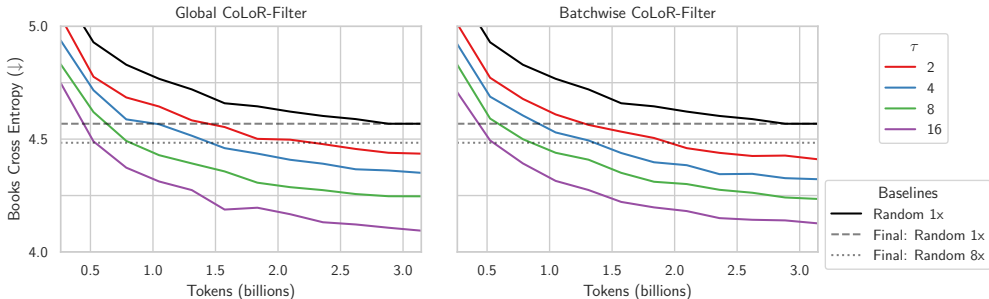 Global CoLoR-Filter
Batchwise CoLoR-Filter
Books Cross Entropy (↓)
5.0
4.5
4.0
0.5 1.0 1.5 2.0 2.5 3.0
0.5 1.0 1.5 2.0 2.5 3.0
Tokens (billions)
Tokens (billions)
τ
2
4
8
16
Baselines
Random 1x
Final: Random 1x
Final: Random 8x